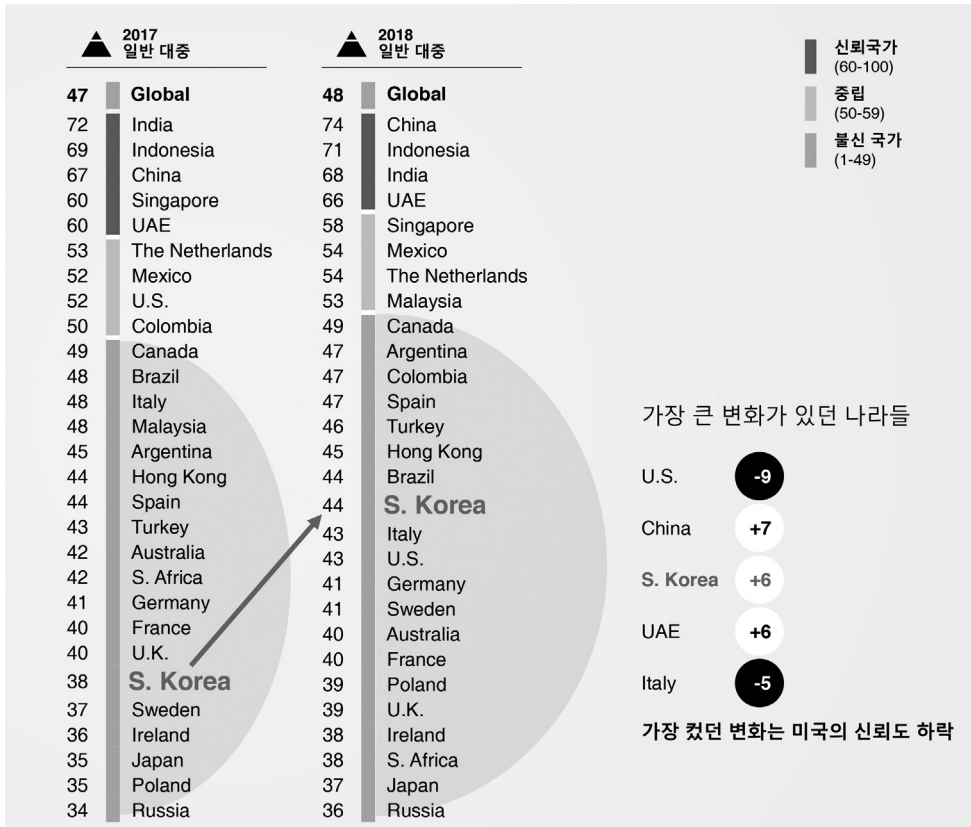 2017
일반 대중
47 Global
72 India
69 Indonesia
67 China
60 Singapore
60 UAE
53 The Netherlands
52 Mexico
52 U.S.
50 Colombia
49 Canada
48 Brazil
48 Italy
48 Malaysia
45 Argentina
44 Hong Kong
44 Spain
43 Turkey
42 Australia
42 S. Africa
41 Germany
40 France
40 U.K.
38 S. Korea
37 Sweden
36 Ireland
35 Japan
35 Poland
34 Russia
2018
일반 대중
48 Global
74 China
71 Indonesia
68 India
66 UAE
58 Singapore
54 Mexico
54 The Netherlands
53 Malaysia
49 Canada
47 Argentina
47 Colombia
47 Spain
46 Turkey
45 Hong Kong
44 Brazil
44 S. Korea
43 Italy
43 U.S.
41 Germany
41 Sweden
40 Australia
40 France
39 Poland
39 U.K.
38 Ireland
38 S. Africa
37 Japan
36 Russia
신뢰국가
(60-100)
중립
(50-59)
불신 국가
(1-49)
가장 큰 변화가 있던 나라들
U.S. -9
China +7
S. Korea +6
UAE +6
Italy -5
가장 컸던 변화는 미국의 신뢰도 하락